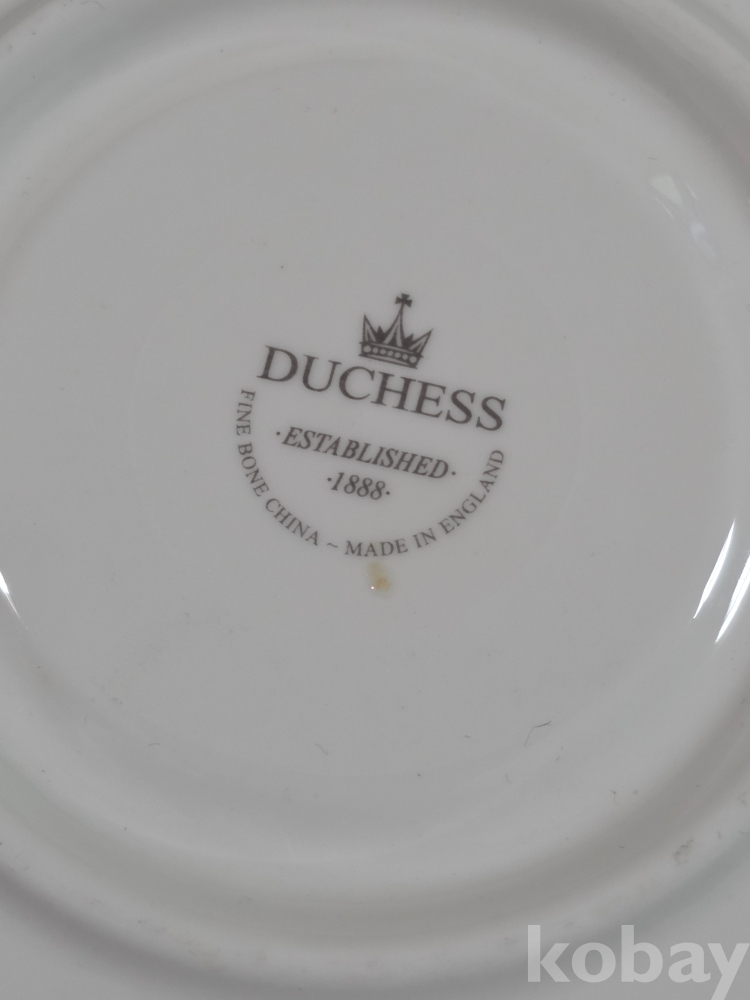 DUCHESS
·ESTABLISHED·
·1888·
FINE BONE CHINA ~ MADE IN ENGLAND
kobay